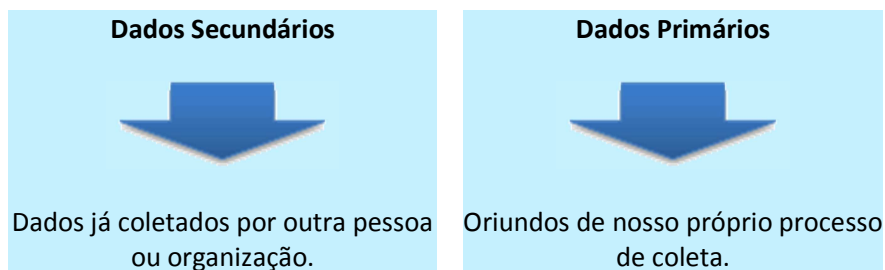 Dados Secundários
Dados já coletados por outra pessoa
ou organização.
Dados Primários
Oriundos de nosso próprio processo
de coleta.